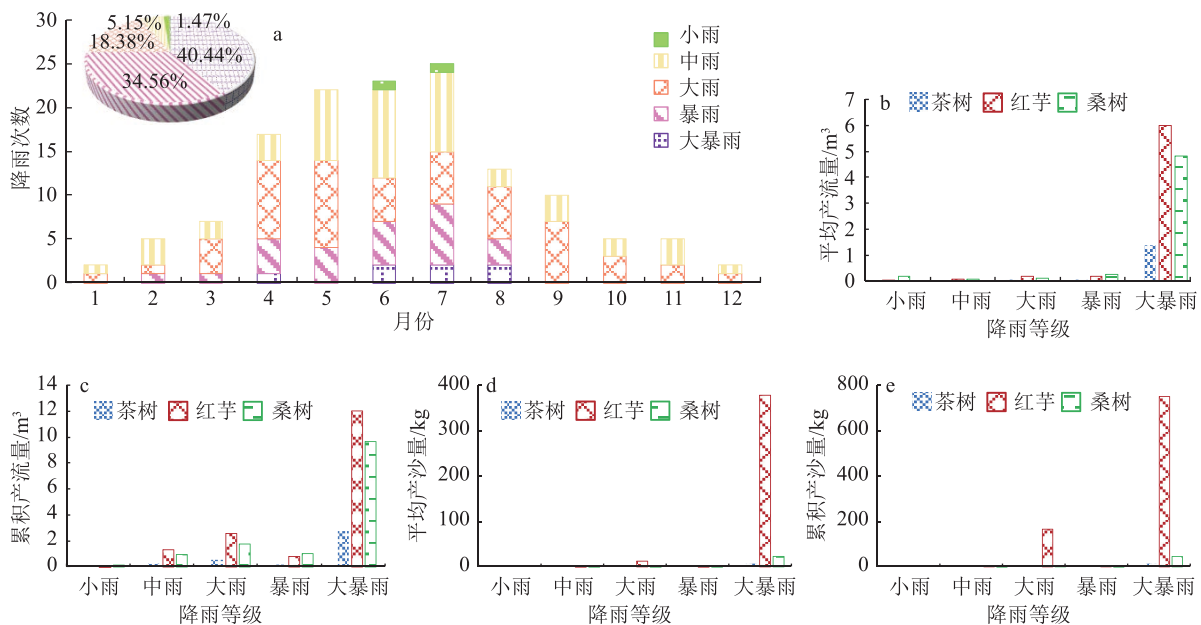 a
5.15%
1.47%
18.38%
40.44%
34.56%
小雨
中雨
大雨
暴雨
大暴雨
降雨次数
30
25
20
15
10
5
0
1 2 3 4 5 6 7 8 9 10 11 12
月份
b
茶树 红芋 桑树
平均产流量/m³
7
6
5
4
3
2
1
0
小雨 中雨 大雨 暴雨 大暴雨
降雨等级
c
茶树 红芋 桑树
累积产流量/m³
14
12
10
8
6
4
2
0
小雨 中雨 大雨 暴雨 大暴雨
降雨等级
d
茶树 红芋 桑树
平均产沙量/kg
400
300
200
100
0
小雨 中雨 大雨 暴雨 大暴雨
降雨等级
e
茶树 红芋 桑树
累积产沙量/kg
800
600
400
200
0
小雨 中雨 大雨 暴雨 大暴雨
降雨等级